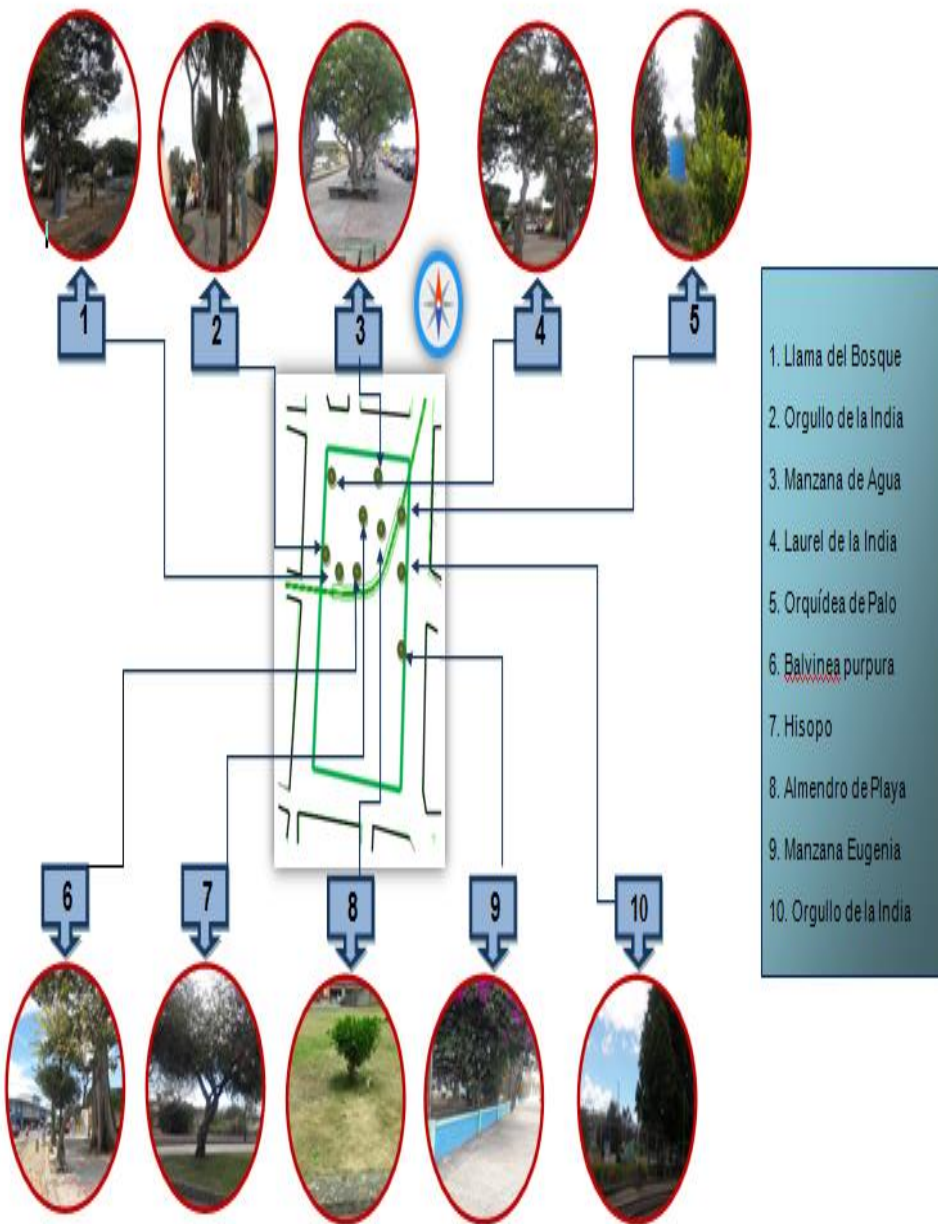 1
2
3
4
5
1. Llama del Bosque
2. Orgullo de la India
3. Manzana de Agua
4. Laurel de la India
5. Orquídea de Palo
6. Balvinea purpura
7. Hisopo
8. Almendro de Playa
9. Manzana Eugenia
10. Orgullo de la India
6
7
8
9
10